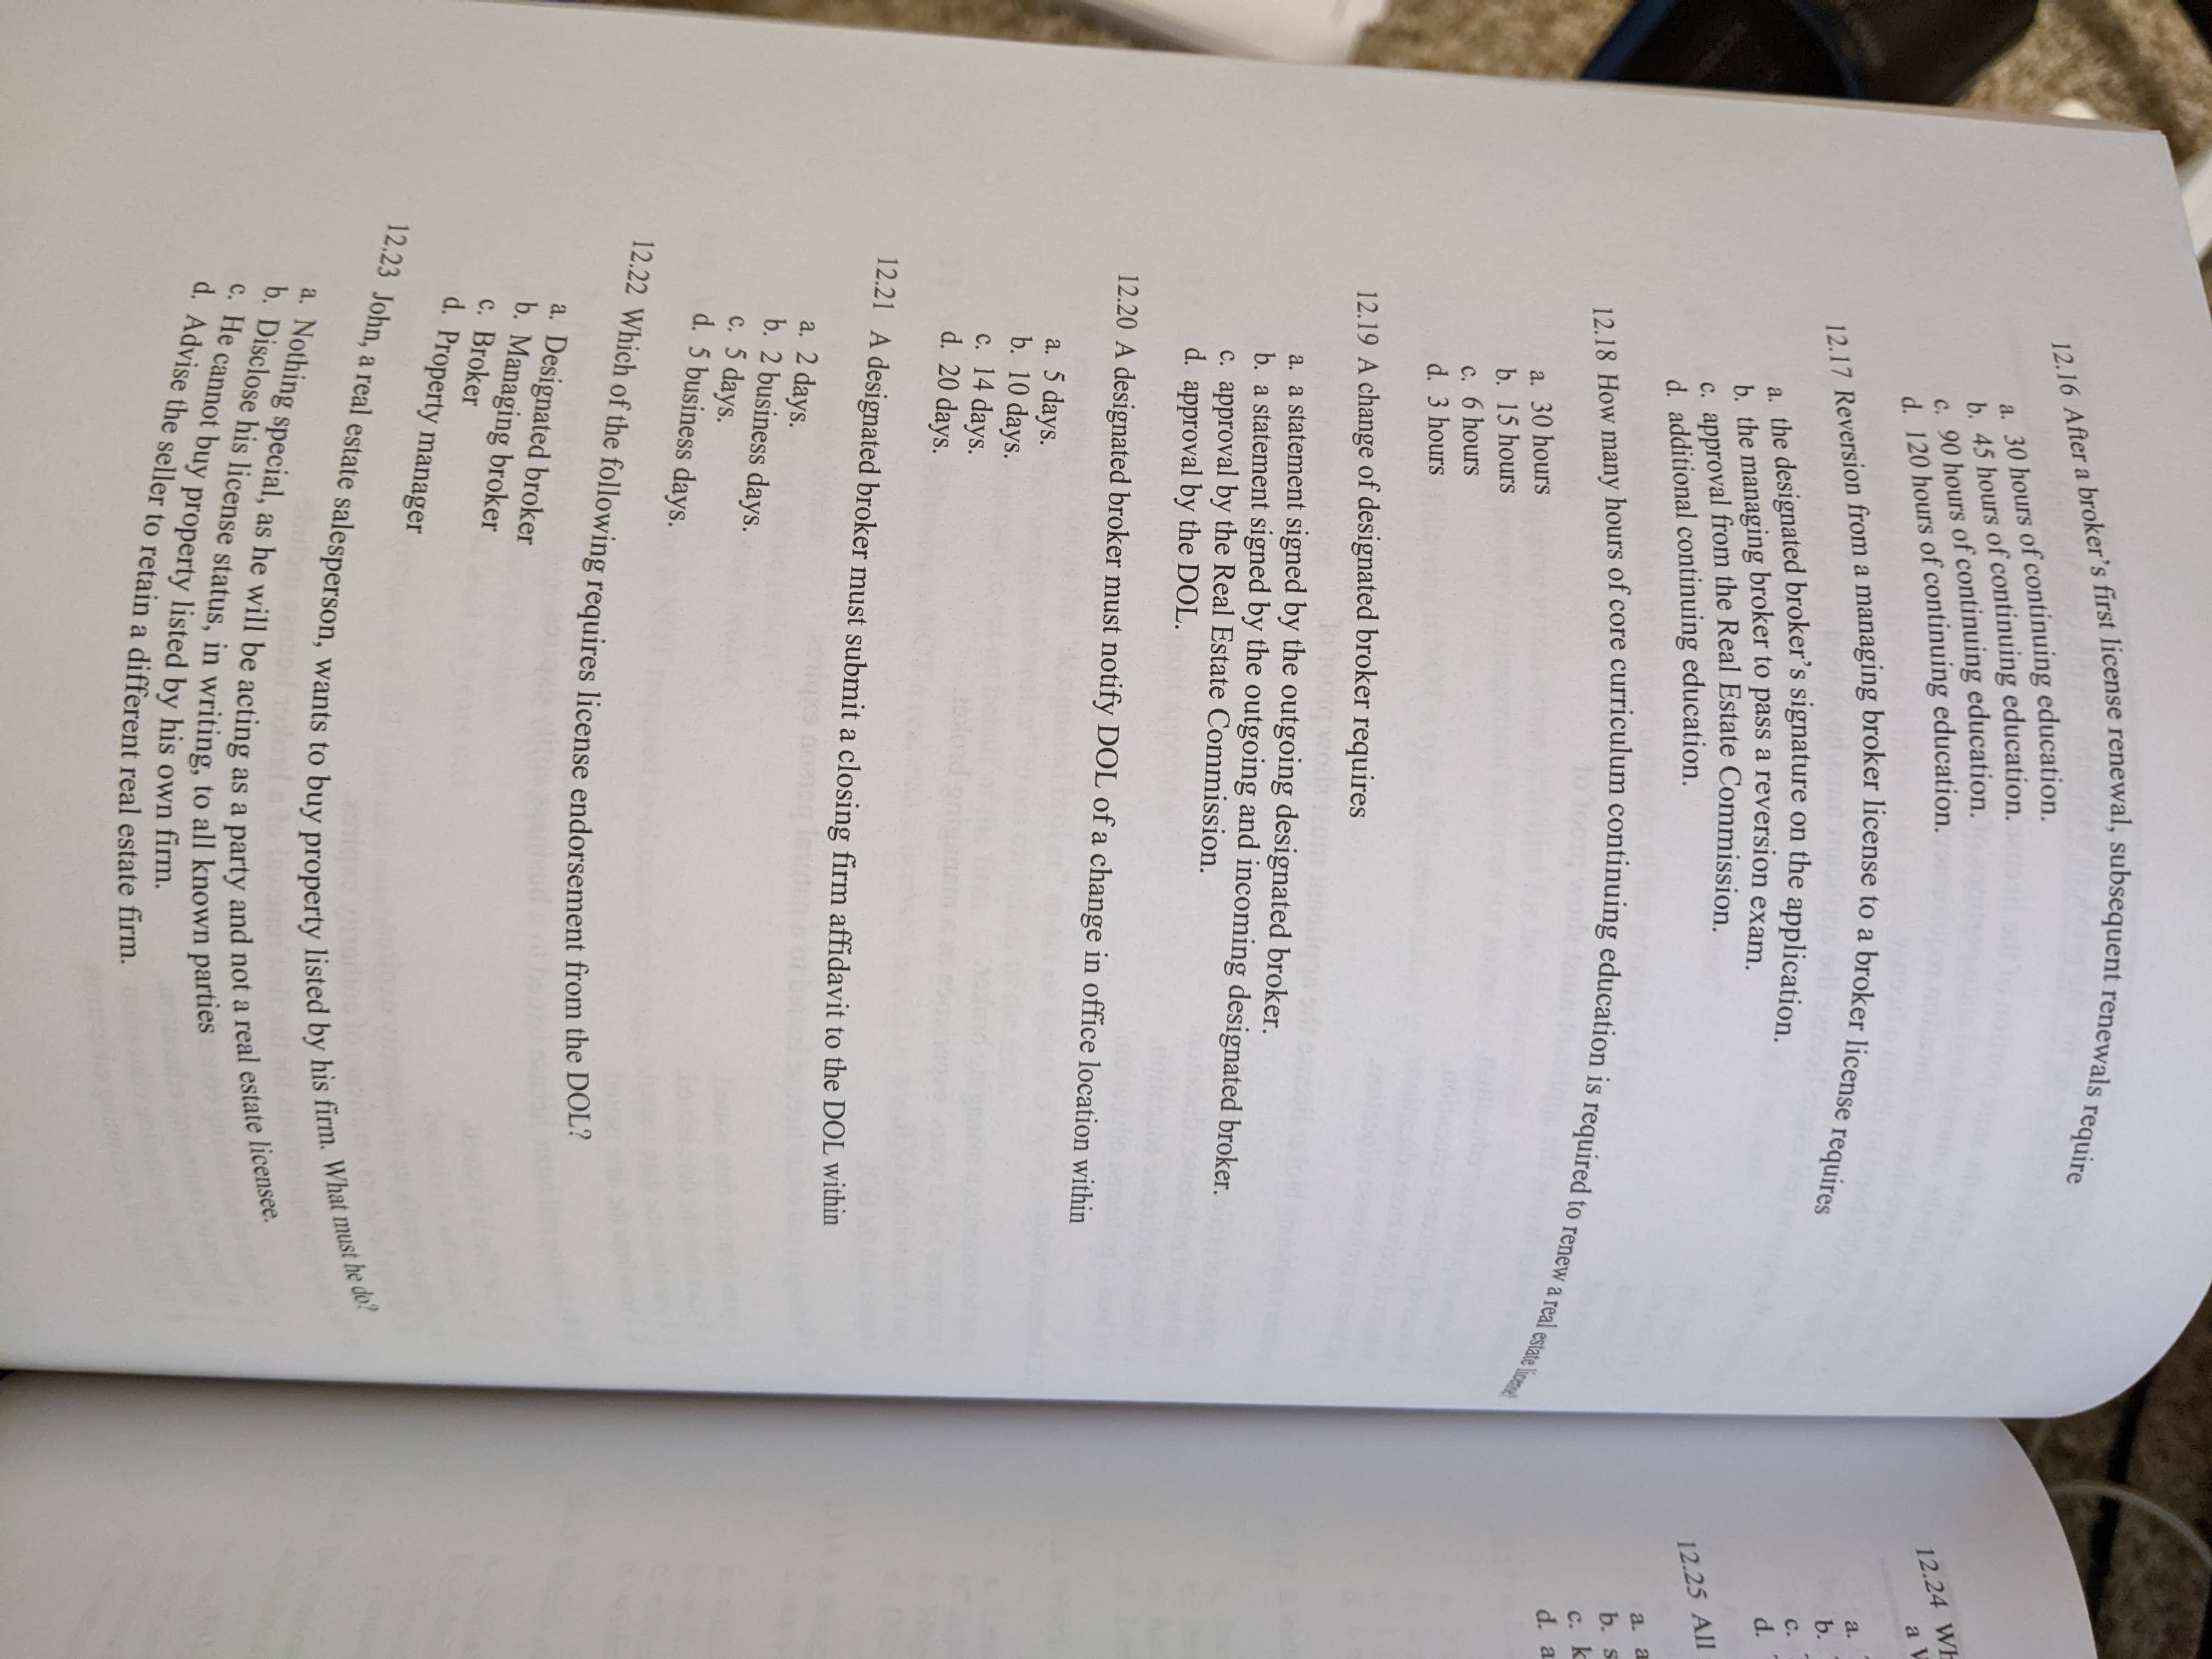 12.16 After a broker's first license renewal, subsequent renewals require
a. 30 hours of continuing education.
b. 45 hours of continuing education.
c. 90 hours of continuing education.
d. 120 hours of continuing education.
12.17 Reversion from a managing broker license to a broker license requires
a. the designated broker's signature on the application.
b. the managing broker to pass a reversion exam.
c. approval from the Real Estate Commission.
d. additional continuing education.
12.18 How many hours of core curriculum continuing education is required to renew a real estate license
a. 30 hours
b. 15 hours
c. 6 hours
d. 3 hours
12.19 A change of designated broker requires
a. a statement signed by the outgoing designated broker.
b. a statement signed by the outgoing and incoming designated broker.
c. approval by the Real Estate Commission.
d. approval by the DOL.
12.20 A designated broker must notify DOL of a change in office location within
a. 5 days.
b. 10 days.
c. 14 days.
d. 20 days.
12.21 A designated broker must submit a closing firm affidavit to the DOL within
a. 2 days.
b. 2 business days.
c. 5 days.
d. 5 business days.
12.22 Which of the following requires license endorsement from the DOL?
a. Designated broker
b. Managing broker
c. Broker
d. Property manager
12.23 John, a real estate salesperson, wants to buy property listed by his firm. What must he do?
a. Nothing special, as he will be acting as a party and not a real estate licensee.
b. Disclose his license status, in writing, to all known parties
c. He cannot buy property listed by his own firm.
d. Advise the seller to retain a different real estate firm.
12.24 Wh
a W
a.
b.
c.
d.
12.25 All
a. a
b. s
c. k
d. a